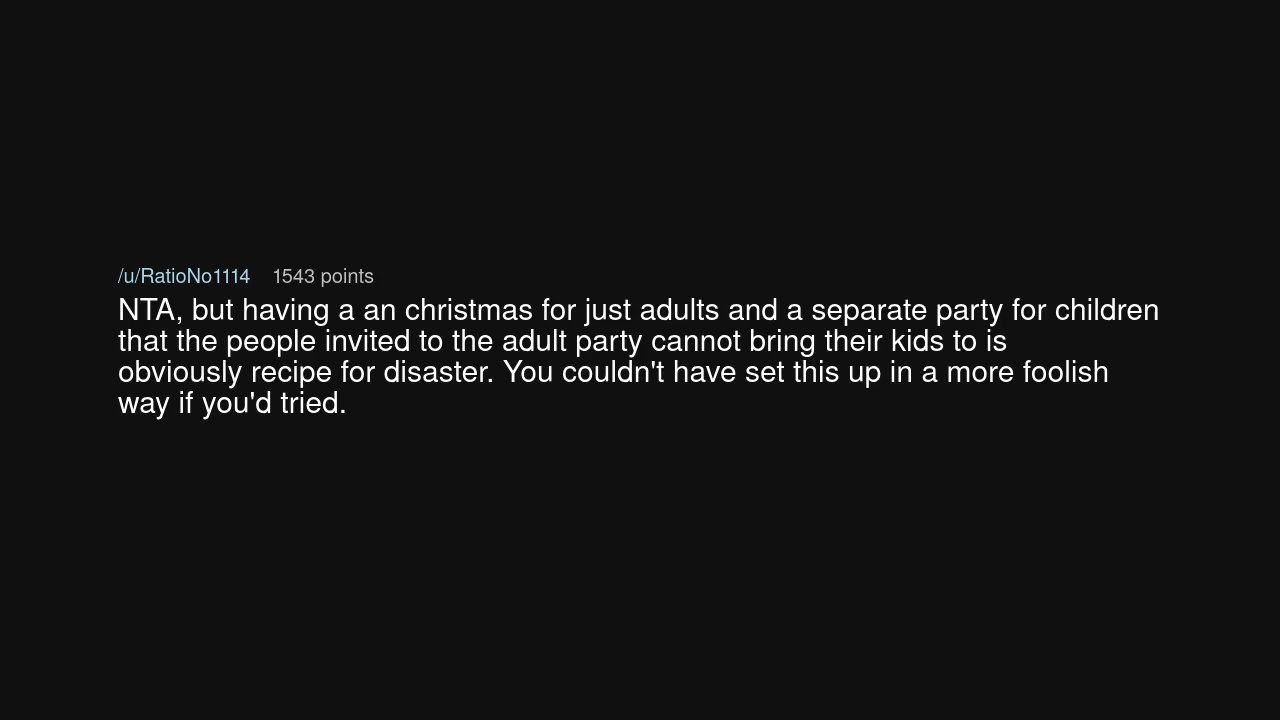 /u/RatioNo1114 1543 points
NTA, but having a an christmas for just adults and a separate party for children
that the people invited to the adult party cannot bring their kids to is
obviously recipe for disaster. You couldn't have set this up in a more foolish
way if you'd tried.